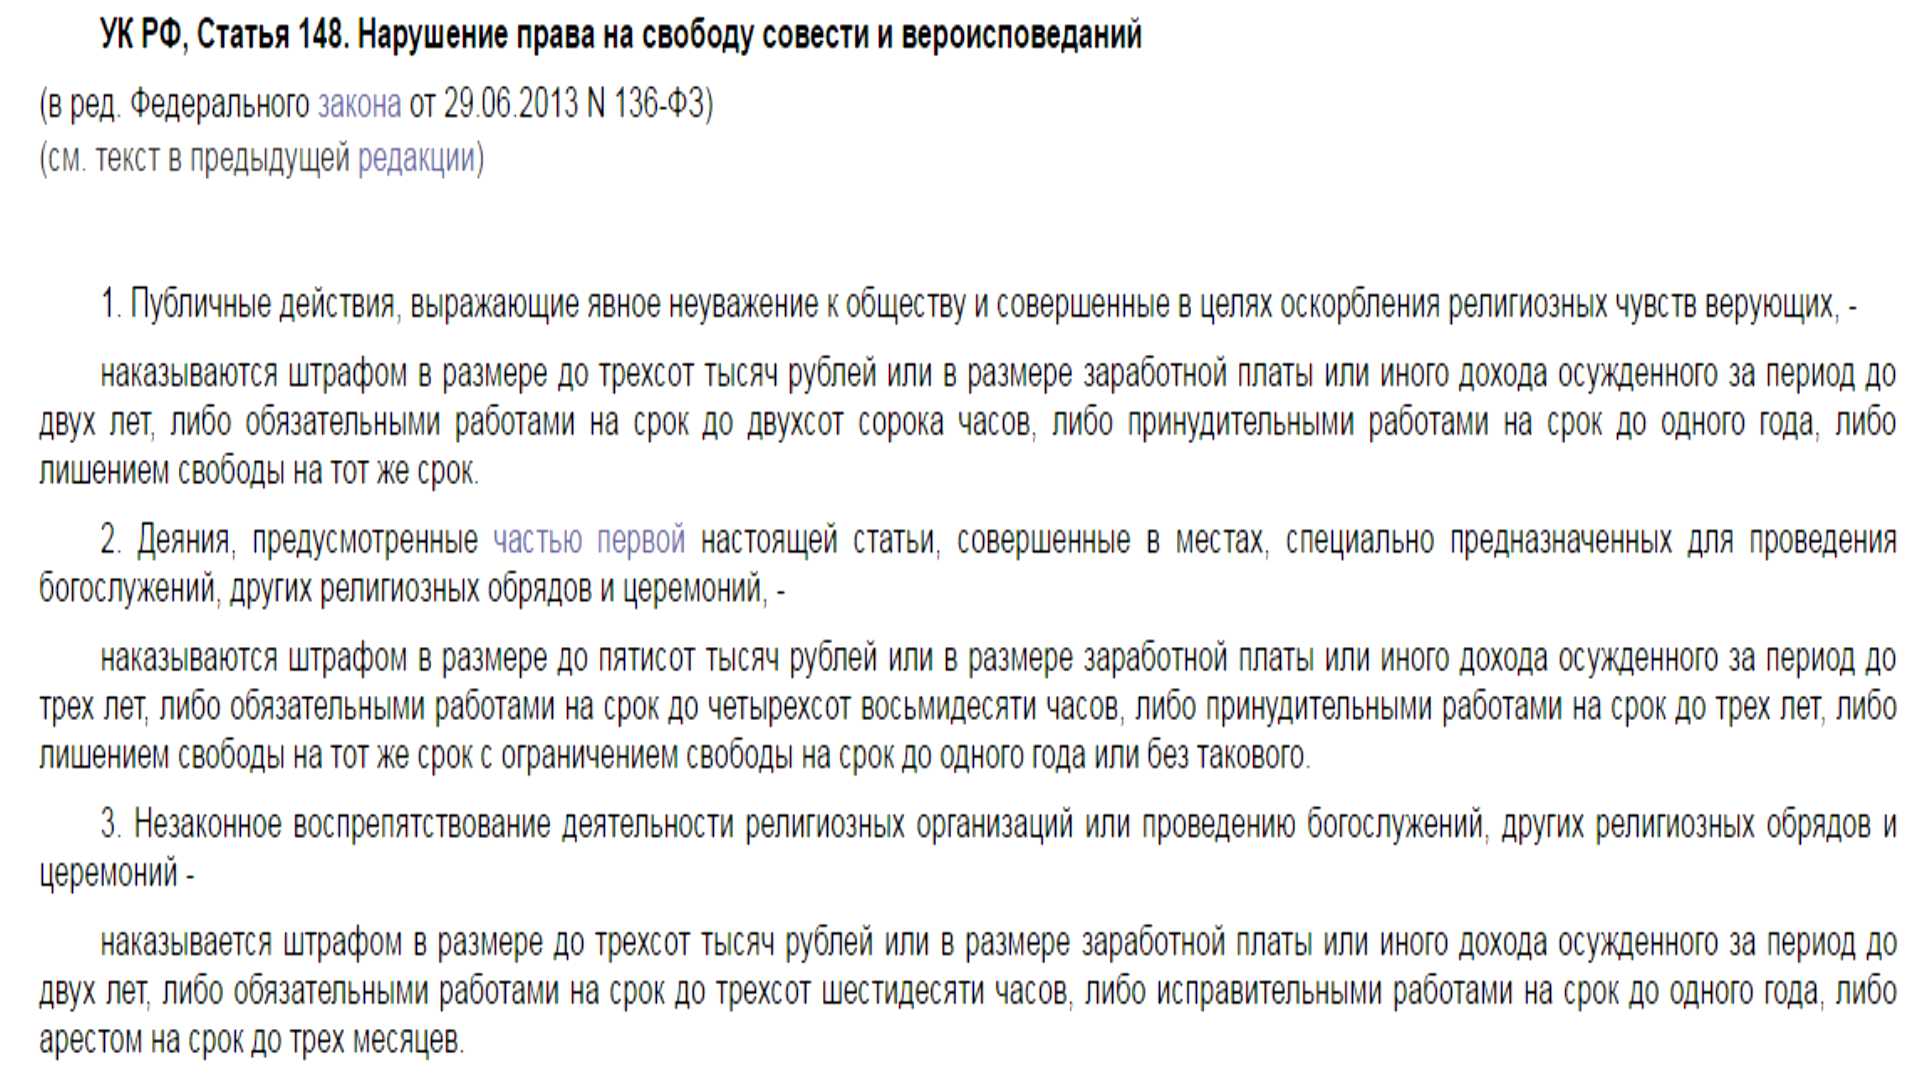 УК РФ, Статья 148. Нарушение права на свободу совести и вероисповеданий
(в ред. Федерального закона от 29.06.2013 N 136-ФЗ)
(см. текст в предыдущей редакции)
1. Публичные действия, выражающие явное неуважение к обществу и совершенные в целях оскорбления религиозных чувств верующих, -
наказываются штрафом в размере до трехсот тысяч рублей или в размере заработной платы или иного дохода осужденного за период до
двух лет, либо обязательными работами на срок до двухсот сорока часов, либо принудительными работами на срок до одного года, либо
лишением свободы на тот же срок.
2. Деяния, предусмотренные частью первой настоящей статьи, совершенные в местах, специально предназначенных для проведения
богослужений, других религиозных обрядов и церемоний, -
наказываются штрафом в размере до пятисот тысяч рублей или в размере заработной платы или иного дохода осужденного за период до
трех лет, либо обязательными работами на срок до четырехсот восьмидесяти часов, либо принудительными работами на срок до трех лет, либо
лишением свободы на тот же срок с ограничением свободы на срок до одного года или без такового.
3. Незаконное воспрепятствование деятельности религиозных организаций или проведению богослужений, других религиозных обрядов и
церемоний -
наказывается штрафом в размере до трехсот тысяч рублей или в размере заработной платы или иного дохода осужденного за период до
двух лет, либо обязательными работами на срок до трехсот шестидесяти часов, либо исправительными работами на срок до одного года, либо
арестом на срок до трех месяцев.